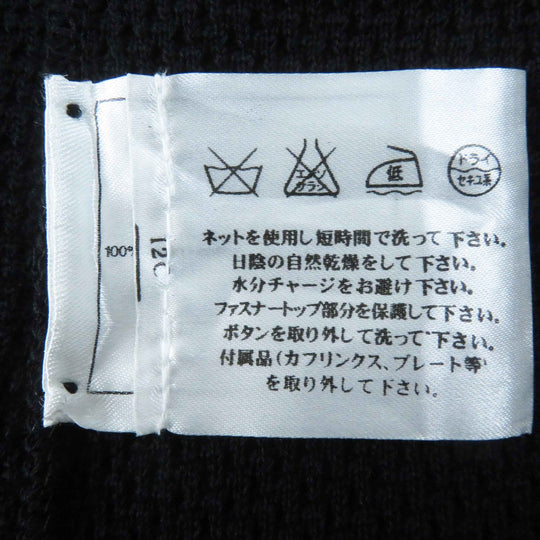 100%
12C
エンソ
サラシ
低
ドライ
セキユ系
ネットを使用し短時間で洗って下さい。
日陰の自然乾燥をして下さい。
水分チャージをお避け下さい。
ファスナートップ部分を保護して下さい。
ボタンを取り外して洗って下さい。
付属品(カフリンクス、プレート等)
を取り外して下さい。